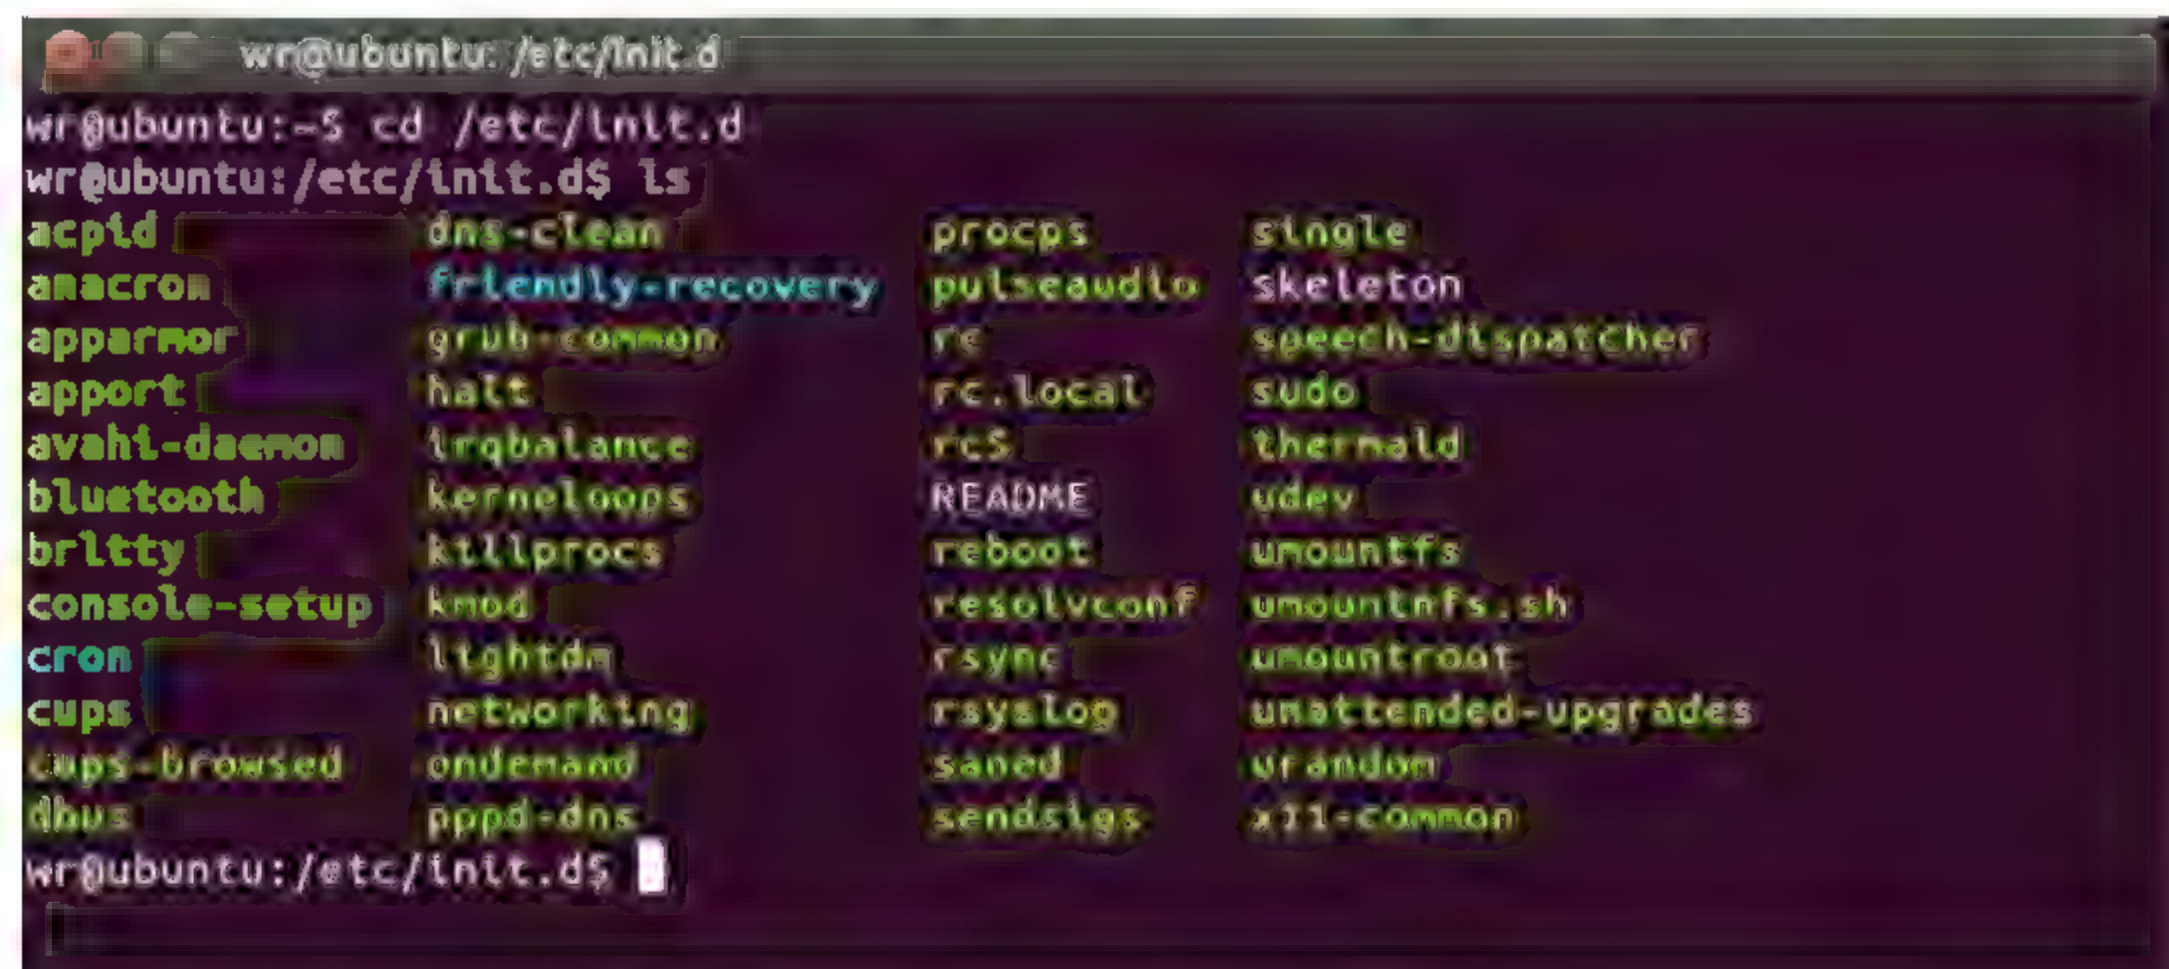 wr@ubuntu: /etc/init.d
wr@ubuntu:~$ cd /etc/init.d
wr@ubuntu:/etc/init.d$ ls
acpid dns-clean procps single
anacron friendly-recovery pulseaudio skeleton
apparmor grub-common rc speech-dispatcher
apport halt rc.local sudo
avahi-daemon irqbalance rcS thermald
bluetooth kerneloops README udev
brltty killprocs reboot umountfs
console-setup kmod resolvconf umountnfs.sh
cron lightdm rsync umountroot
cups networking rsyslog unattended-upgrades
cups-browsed ondemand saned urandom
dbus pppd-dns sendsigs x11-common
wr@ubuntu:/etc/init.d$